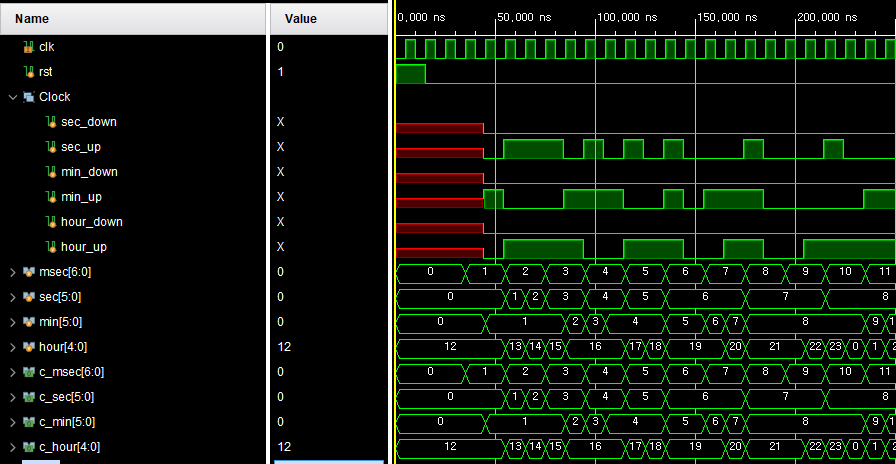 Name Value 0,000 ns 50,000 ns 100,000 ns 150,000 ns 200,000 ns
clk 0
rst 1
Clock
sec_down X
sec_up X
min_down X
min_up X
hour_down X
hour_up X
msec[6:0] 0 0 1 2 3 4 5 6 7 8 9 10 11
sec[5:0] 0 0 1 2 3 4 5 6 7 8
min[5:0] 0 0 1 2 3 4 5 6 7 8 9 1
hour[4:0] 12 12 13 14 15 16 17 18 19 20 21 22 23 0 1 2
c_msec[6:0] 0 0 1 2 3 4 5 6 7 8 9 10 11
c_sec[5:0] 0 0 1 2 3 4 5 6 7 8
c_min[5:0] 0 0 1 2 3 4 5 6 7 8 9 1
c_hour[4:0] 12 12 13 14 15 16 17 18 19 20 21 22 23 0 1 2